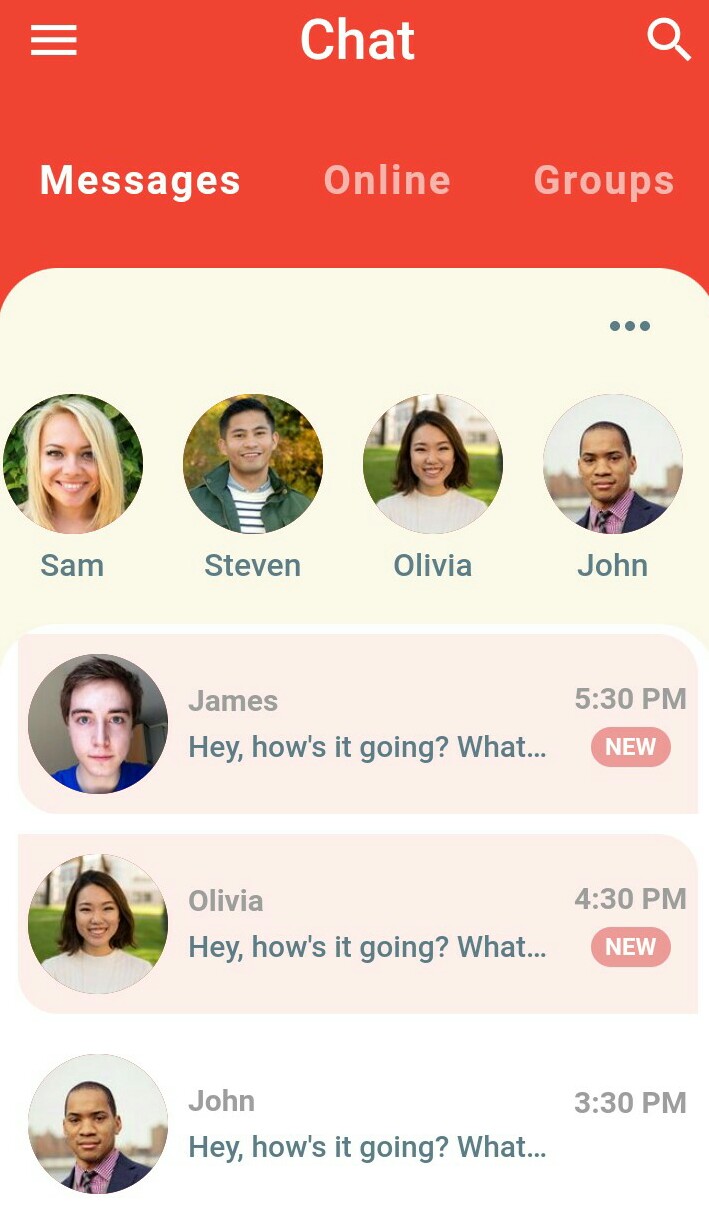 Chat
Messages Online Groups
Sam Steven Olivia John
James 5:30 PM
Hey, how's it going? What... NEW
Olivia 4:30 PM
Hey, how's it going? What... NEW
John 3:30 PM
Hey, how's it going? What...